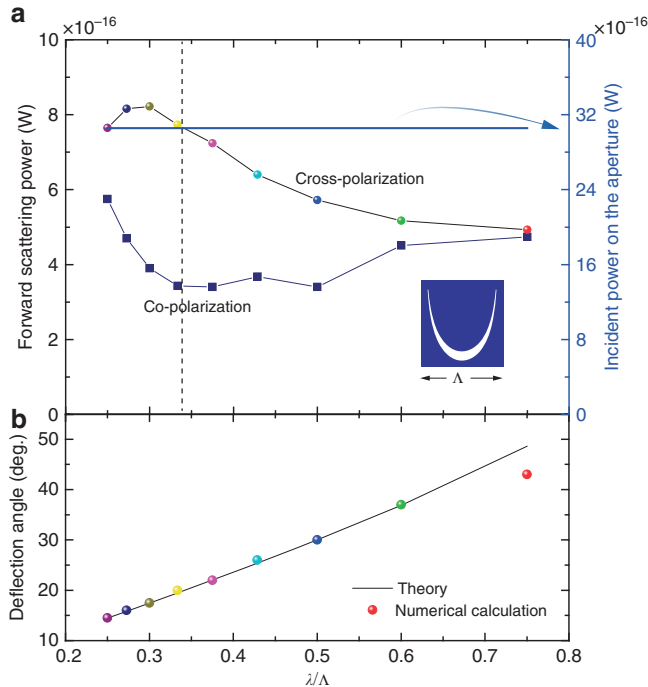 a
×10⁻¹⁶
×10⁻¹⁶
10
8
6
4
2
0
Forward scattering power (W)
40
32
24
16
8
0
Incident power on the aperture (W)
Cross-polarization
Co-polarization
Λ
b
50
40
30
20
10
Deflection angle (deg.)
Theory
Numerical calculation
0.2 0.3 0.4 0.5 0.6 0.7 0.8
λ/Λ